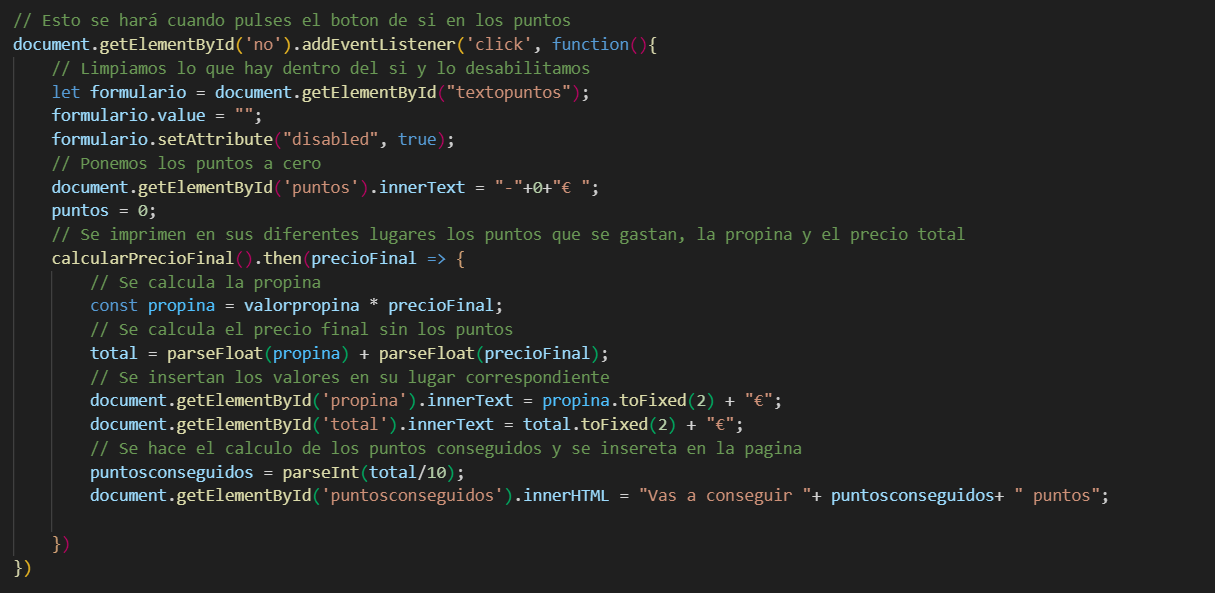 // Esto se hará cuando pulses el boton de si en los puntos
document.getElementById('no').addEventListener('click', function(){
    // Limpiamos lo que hay dentro del si y lo desabilitamos
    let formulario = document.getElementById("textopuntos");
    formulario.value = "";
    formulario.setAttribute("disabled", true);
    // Ponemos los puntos a cero
    document.getElementById('puntos').innerText = "-"+0+"€ ";
    puntos = 0;
    // Se imprimen en sus diferentes lugares los puntos que se gastan, la propina y el precio total
    calcularPrecioFinal().then(precioFinal => {
        // Se calcula la propina
        const propina = valorpropina * precioFinal;
        // Se calcula el precio final sin los puntos
        total = parseFloat(propina) + parseFloat(precioFinal);
        // Se insertan los valores en su lugar correspondiente
        document.getElementById('propina').innerText = propina.toFixed(2) + "€";
        document.getElementById('total').innerText = total.toFixed(2) + "€";
        // Se hace el calculo de los puntos conseguidos y se insereta en la pagina
        puntosconseguidos = parseInt(total/10);
        document.getElementById('puntosconseguidos').innerHTML = "Vas a conseguir "+ puntosconseguidos+ " puntos";
    })
})